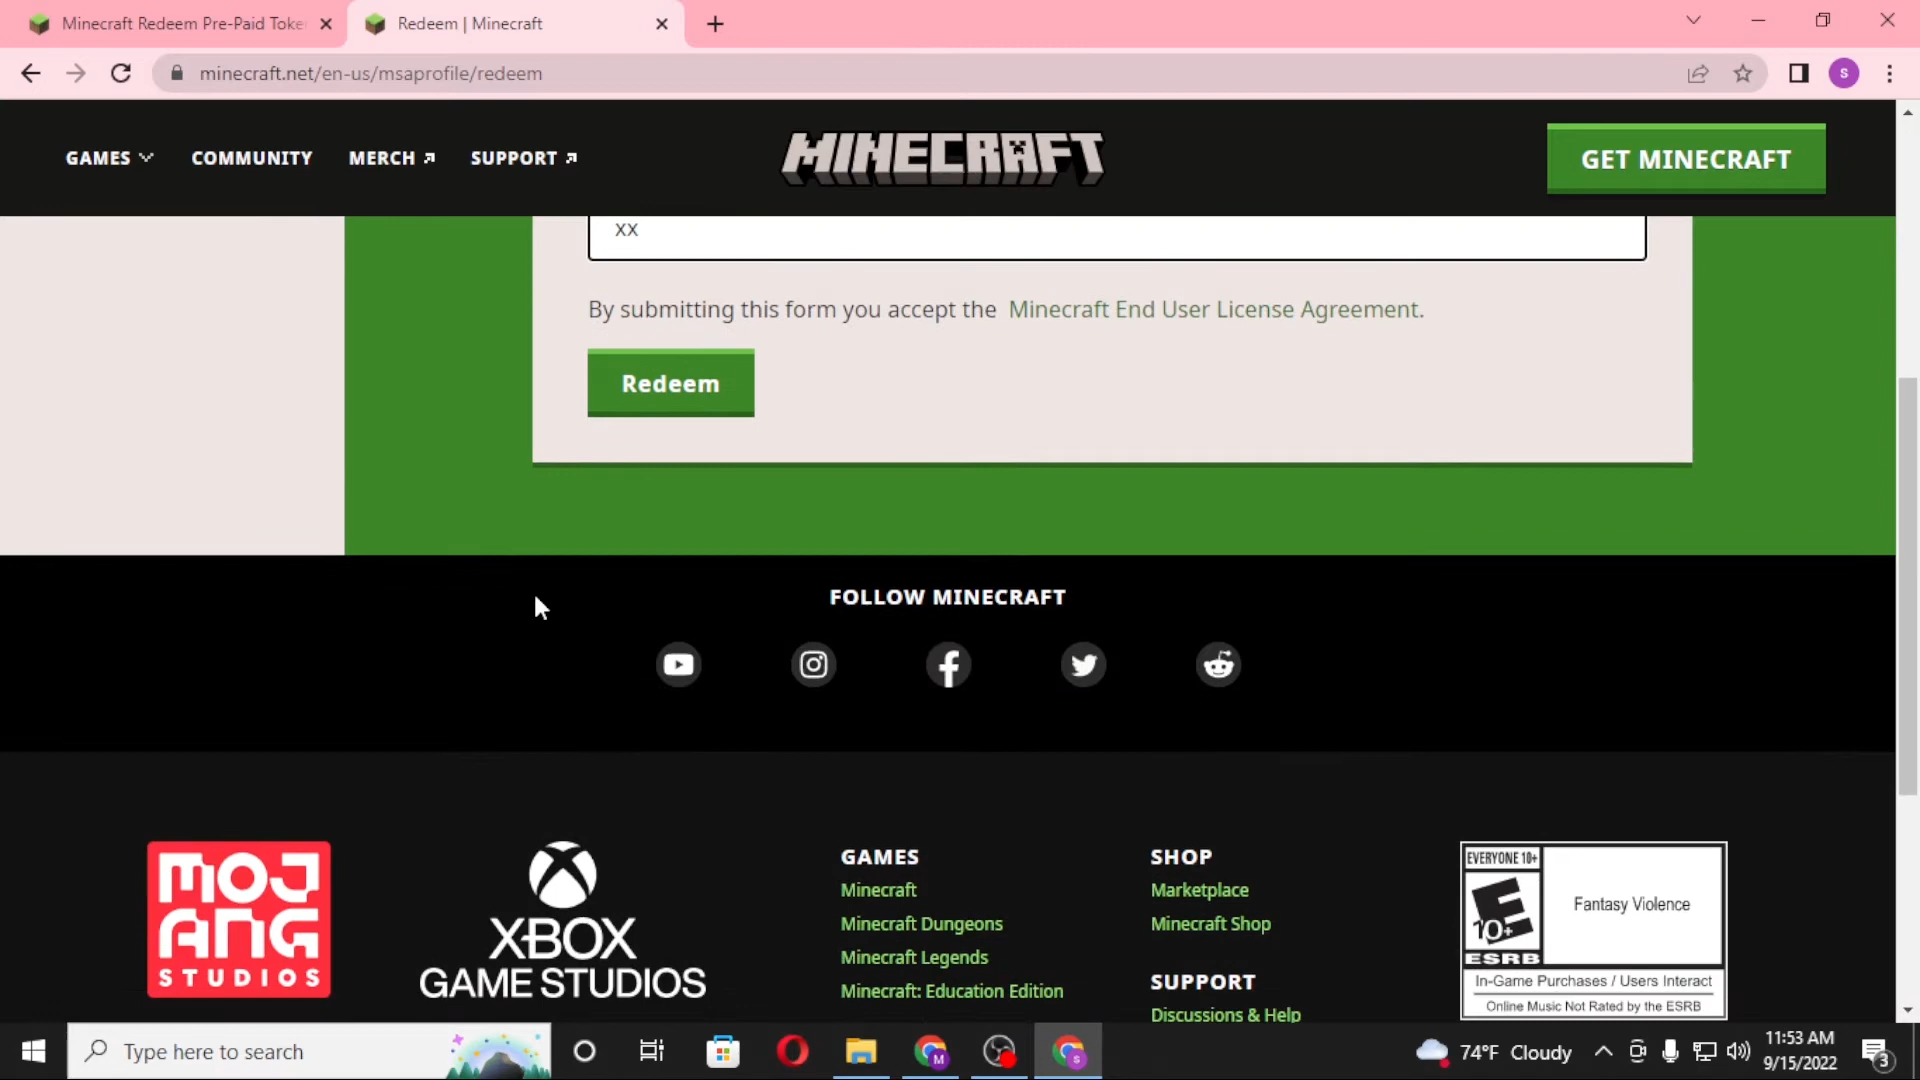 Minecraft Redeem Pre-Paid Toke
Redeem | Minecraft
minecraft.net/en-us/msaprofile/redeem
S
GAMES
COMMUNITY
MERCH
SUPPORT
MINECRAFT
GET MINECRAFT
xx
By submitting this form you accept the Minecraft End User License Agreement.
Redeem
FOLLOW MINECRAFT
MOJANG
STUDIOS
XBOX
GAME STUDIOS
GAMES
Minecraft
Minecraft Dungeons
Minecraft Legends
Minecraft: Education Edition
SHOP
Marketplace
Minecraft Shop
SUPPORT
Discussions & Help
EVERYONE 10+
E
10+
ESRB
Fantasy Violence
In-Game Purchases / Users Interact
Online Music Not Rated by the ESRB
Type here to search
M
S
74°F Cloudy
11:53 AM
9/15/2022
3